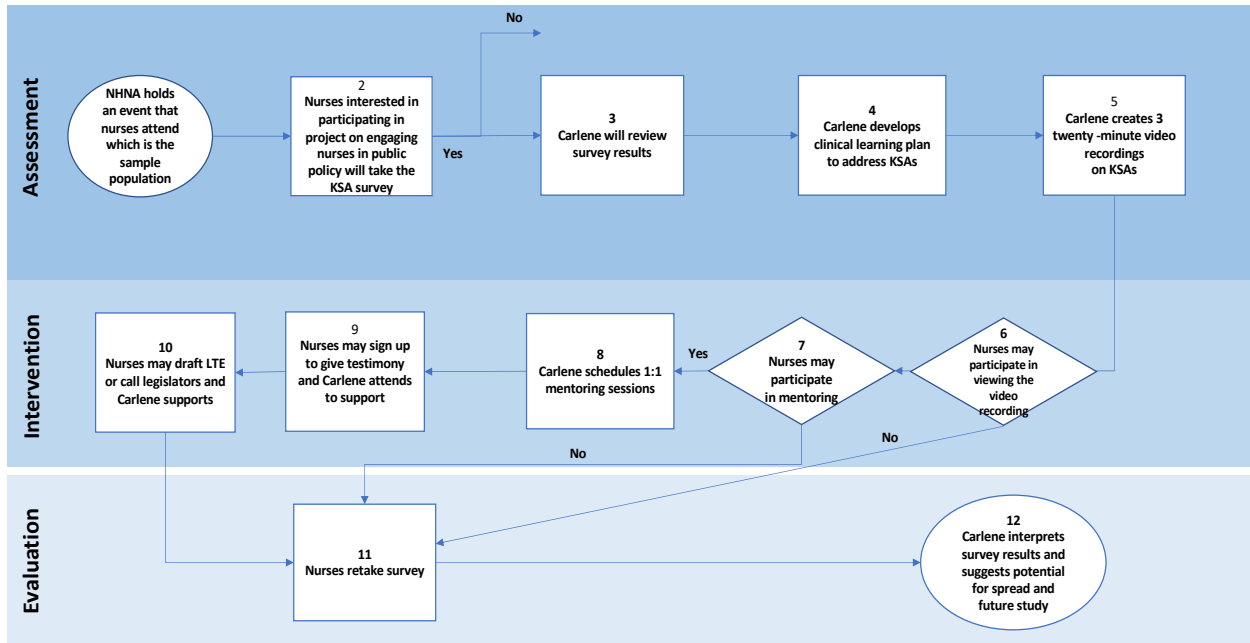 Assessment
No
NHNA holds
an event that
nurses attend
which is the
sample
population
2
Nurses interested in
participating in
project on engaging
nurses in public
policy will take the
KSA survey
Yes
3
Carlene will review
survey results
4
Carlene develops
clinical learning plan
to address KSAs
5
Carlene creates 3
twenty -minute video
recordings
on KSAs
Intervention
10
Nurses may draft LTE
or call legislators and
Carlene supports
9
Nurses may sign up
to give testimony
and Carlene attends
to support
8
Carlene schedules 1:1
mentoring sessions
Yes
7
Nurses may
participate
in mentoring
6
Nurses may
participate in
viewing the
video
recording
No
No
Evaluation
11
Nurses retake survey
12
Carlene interprets
survey results and
suggests potential
for spread and
future study